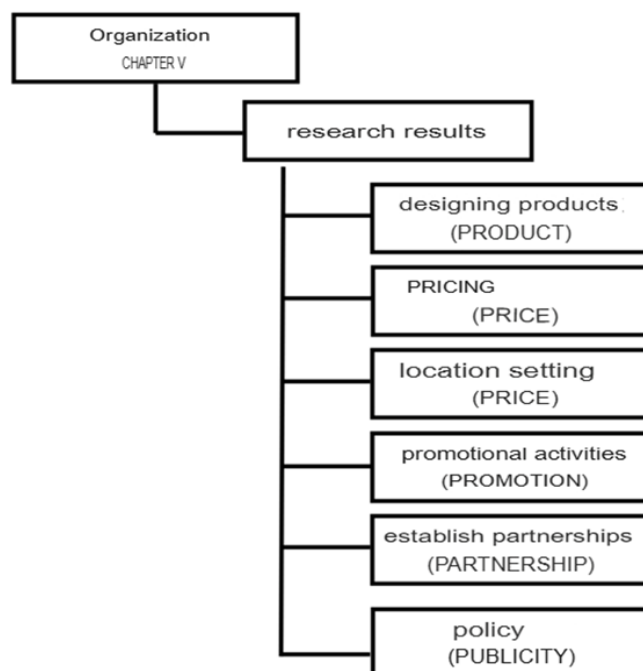 Organization
CHAPTER V
research results
designing products
(PRODUCT)
PRICING
(PRICE)
location setting
(PRICE)
promotional activities
(PROMOTION)
establish partnerships
(PARTNERSHIP)
policy
(PUBLICITY)